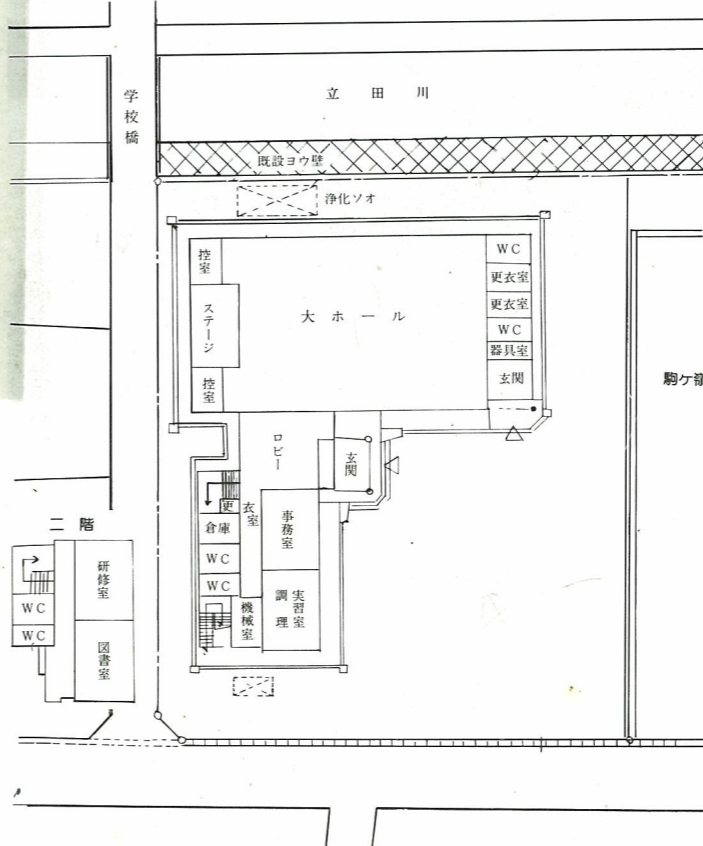 学校橋
立田川
既設ヨウ壁
浄化ソオ
控室
ステージ
控室
大ホール
WC
更衣室
更衣室
WC
器具室
玄関
駒ケ嶺
ロビー
玄関
更衣室
倉庫
WC
WC
事務室
調理実習室
機械室
二階
WC
WC
研修室
図書室